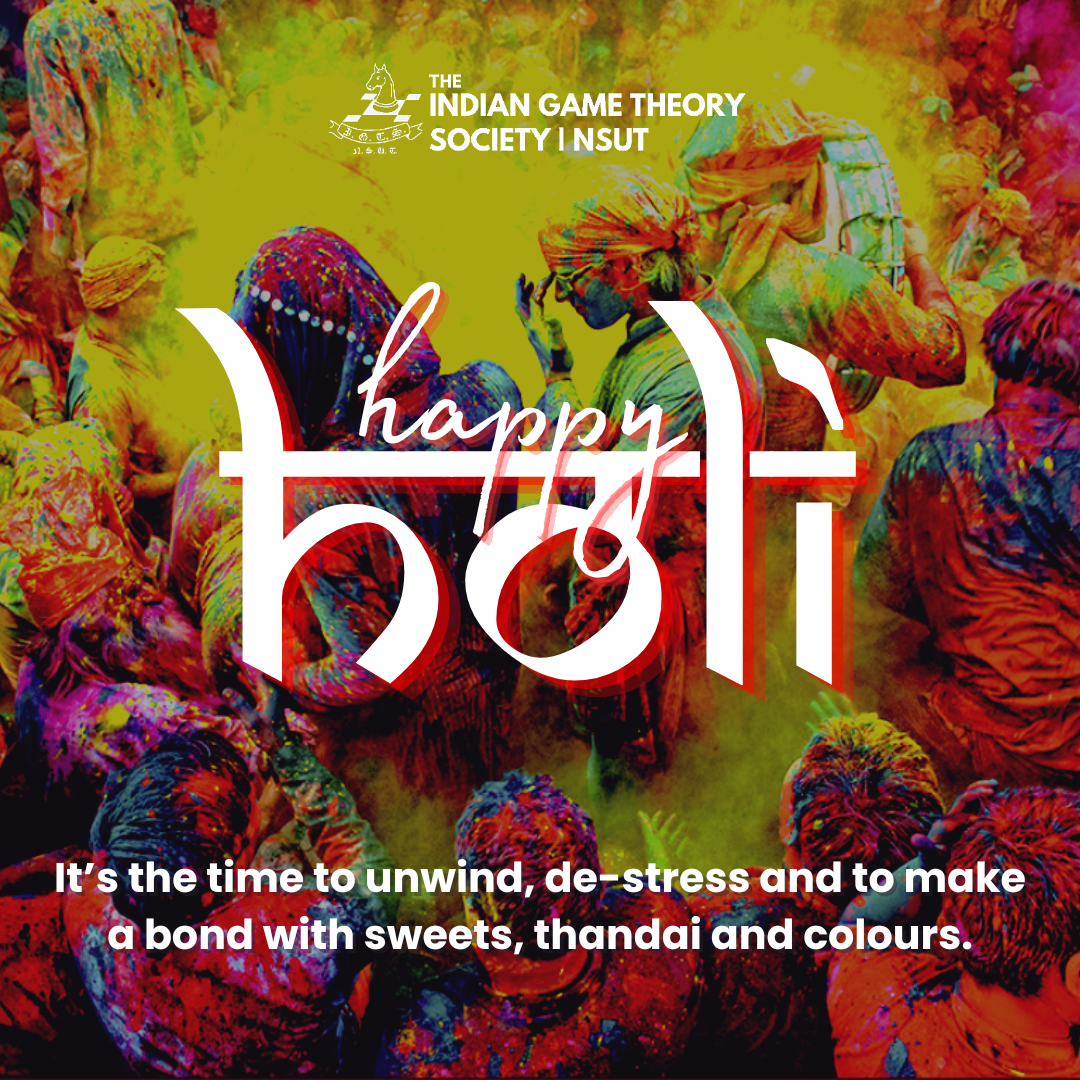 THE
INDIAN GAME THEORY
SOCIETY | NSUT
I. G. T. S.
N. S. U. T.
happy
holi
It’s the time to unwind, de-stress and to make
a bond with sweets, thandai and colours.